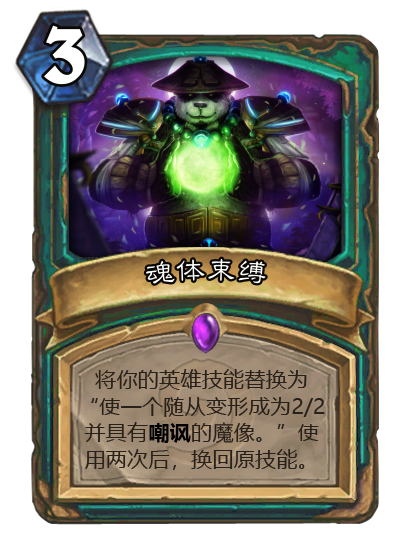 3
魂体束缚
将你的英雄技能替换为
“使一个随从变形成为2/2
并具有嘲讽的魔像。”使
用两次后，换回原技能。